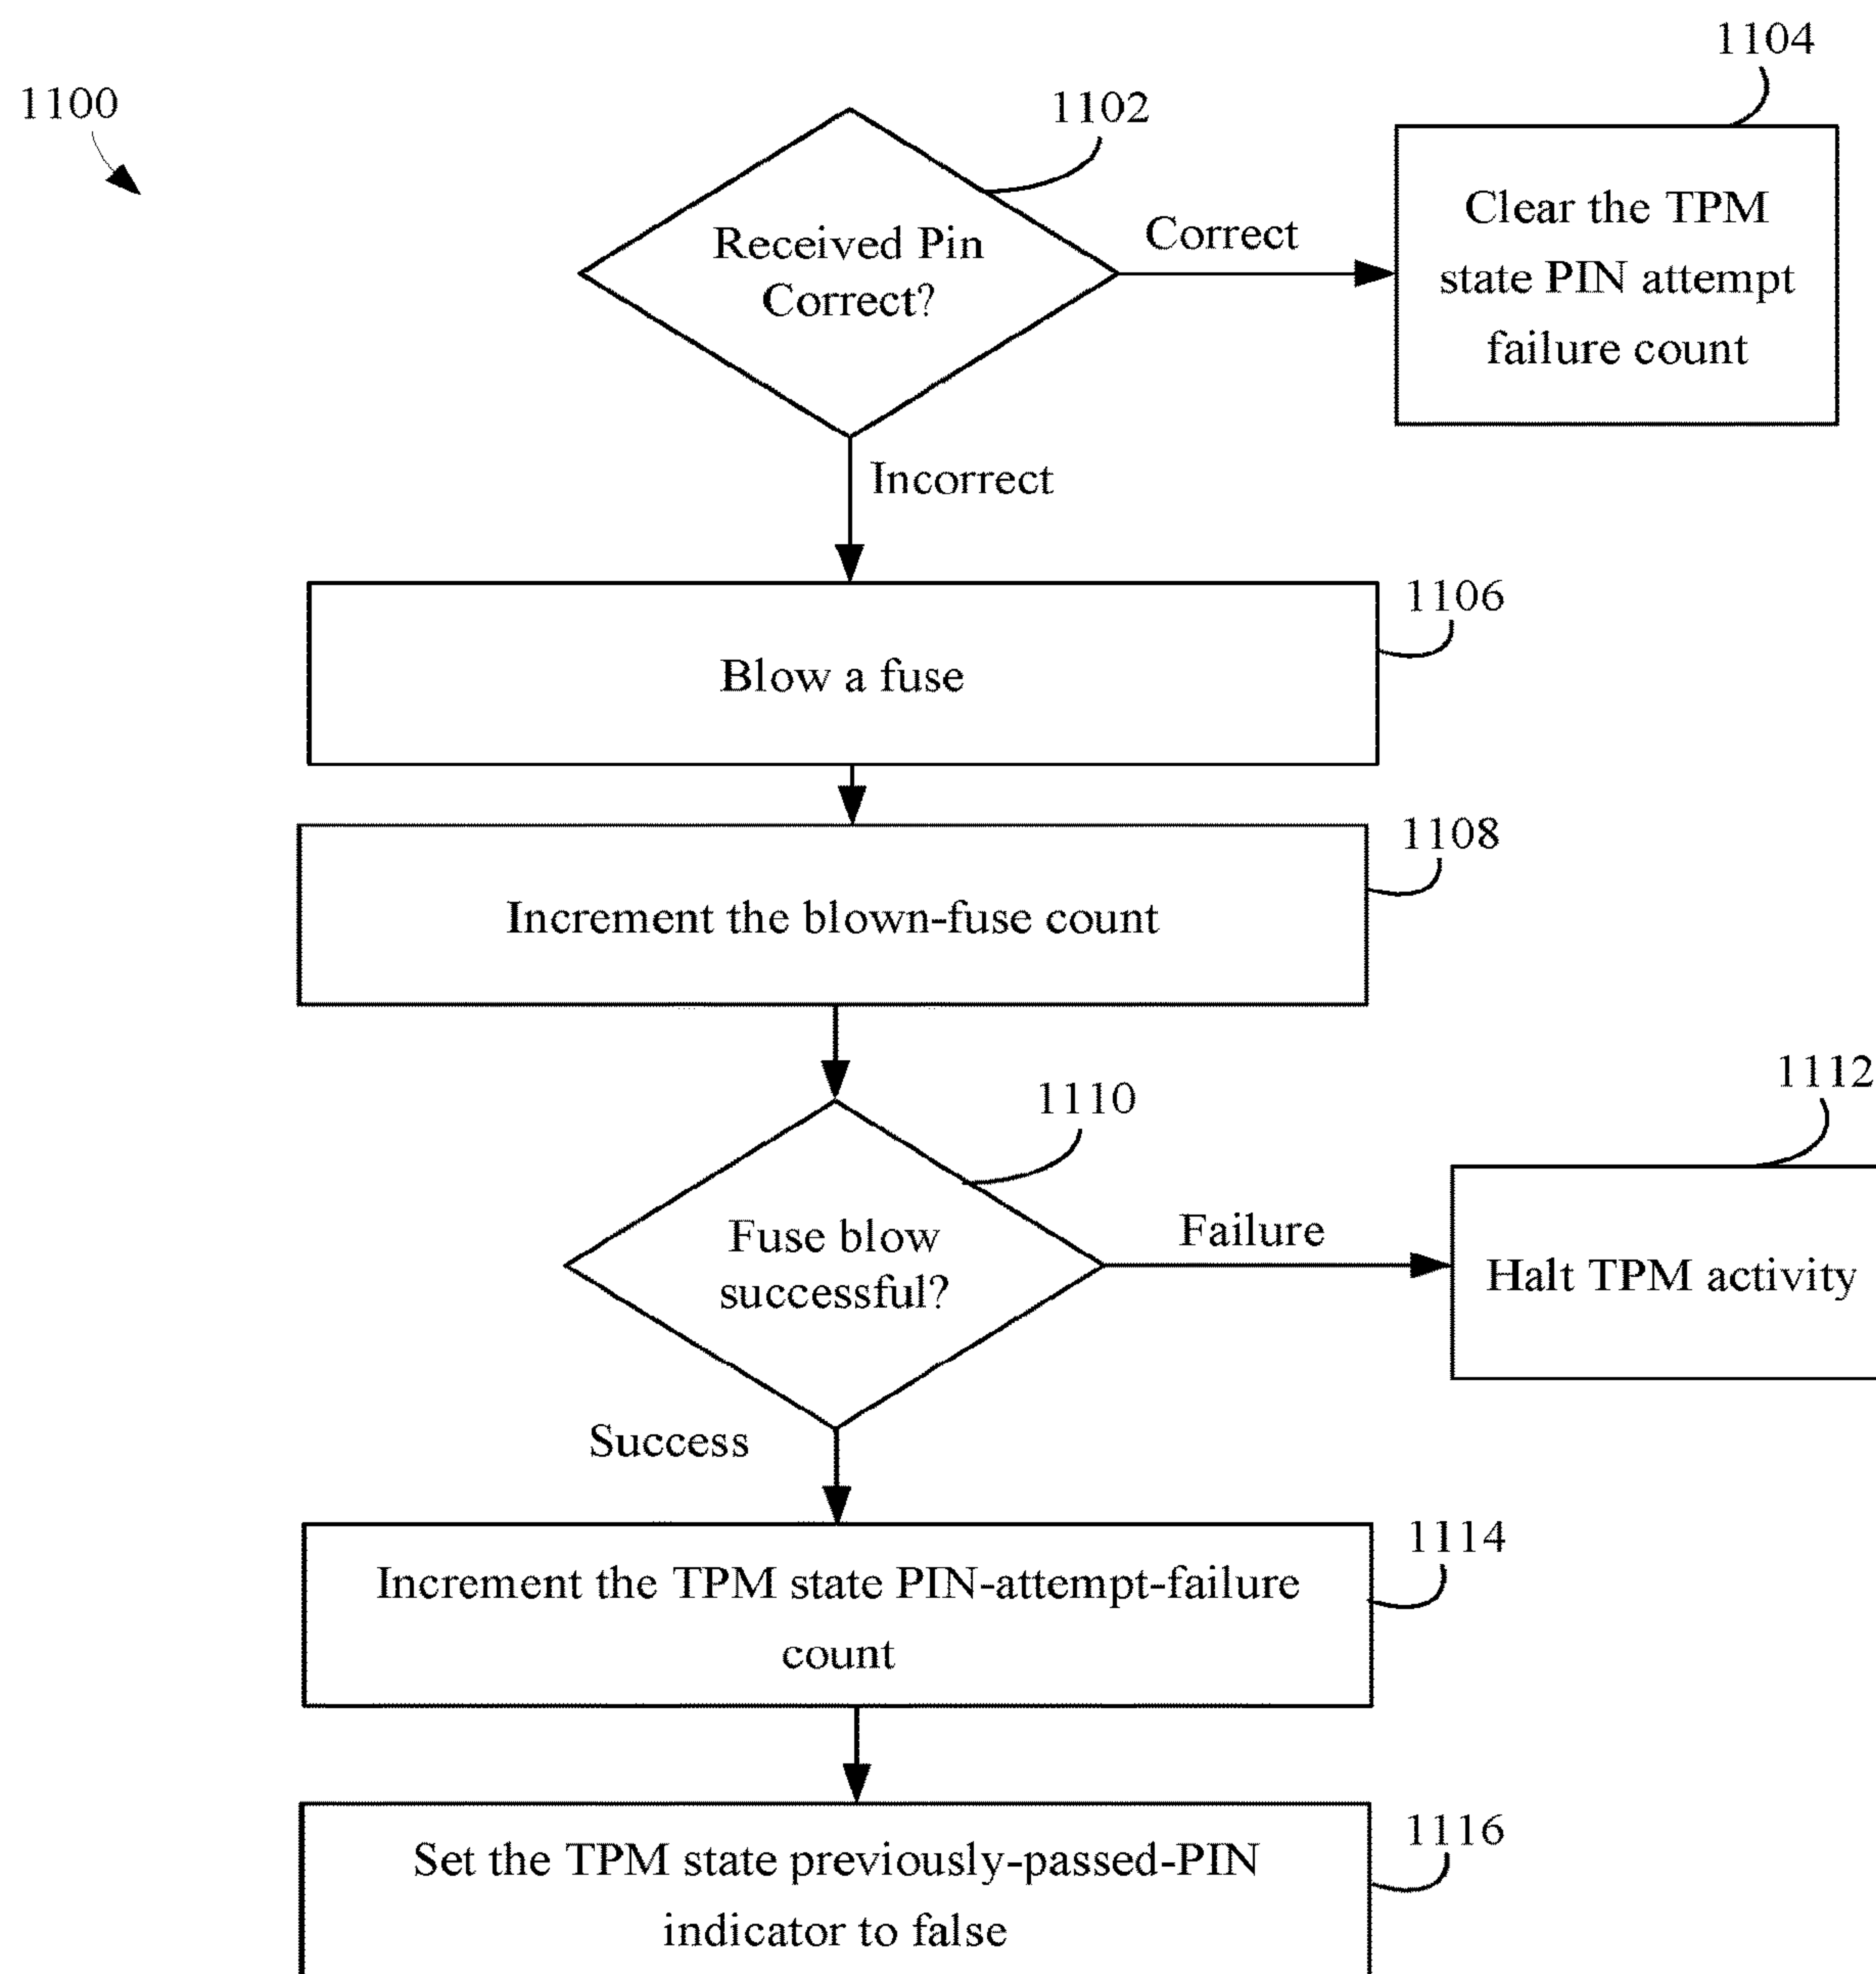 1100
1102
1104
Received Pin
Correct?
Correct
Clear the TPM
state PIN attempt
failure count
Incorrect
1106
Blow a fuse
1108
Increment the blown-fuse count
1110
1112
Fuse blow
successful?
Failure
Halt TPM activity
Success
1114
Increment the TPM state PIN-attempt-failure
count
1116
Set the TPM state previously-passed-PIN
indicator to false